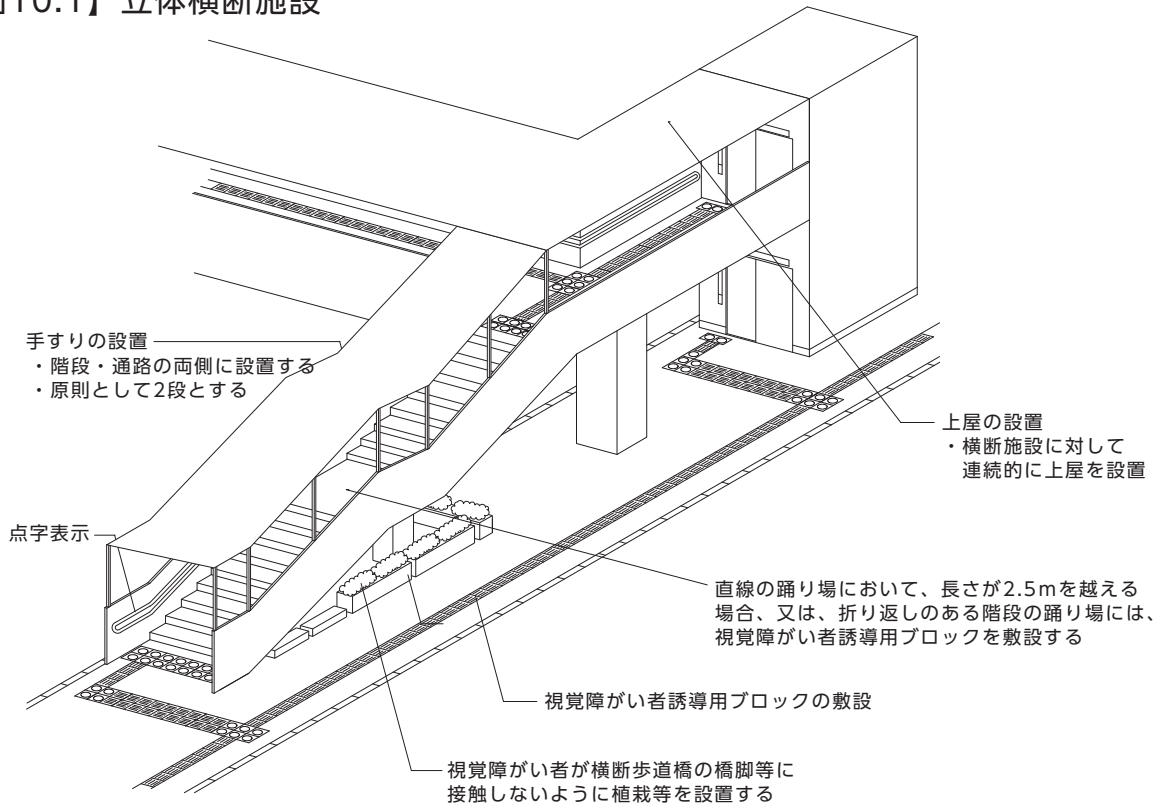 10.1】立体横断施設
手すりの設置
・階段・通路の両側に設置する
・原則として2段とする
上屋の設置
・横断施設に対して
連続的に上屋を設置
点字表示
直線の踊り場において、長さが2.5mを越える
場合、又は、折り返しのある階段の踊り場には、
視覚障がい者誘導用ブロックを敷設する
視覚障がい者誘導用ブロックの敷設
視覚障がい者が横断歩道橋の橋脚等に
接触しないように植栽等を設置する